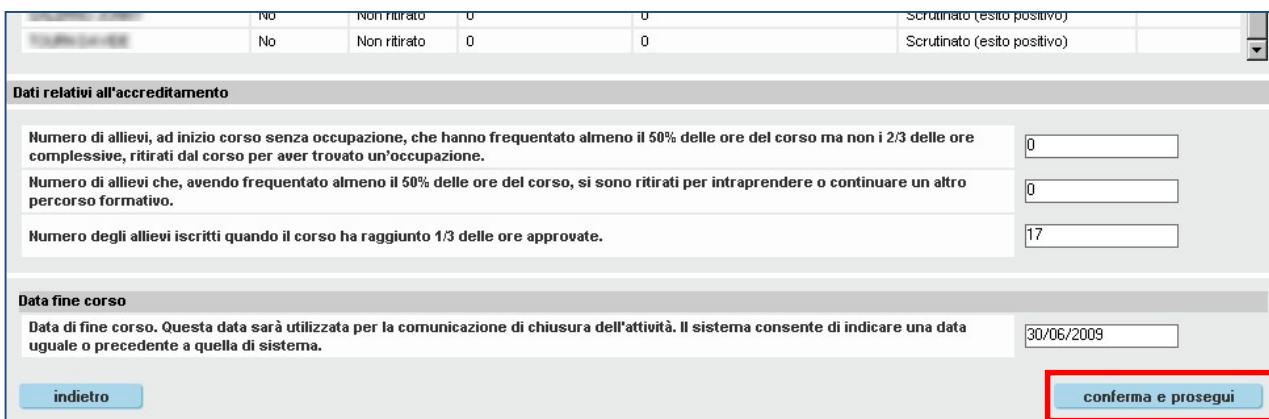 No Non ritirato 0 0 Scrutinato (esito positivo)
No Non ritirato 0 0 Scrutinato (esito positivo)
Dati relativi all'accreditamento
Numero di allievi, ad inizio corso senza occupazione, che hanno frequentato almeno il 50% delle ore del corso ma non i 2/3 delle ore
complessive, ritirati dal corso per aver trovato un'occupazione.
0
Numero di allievi che, avendo frequentato almeno il 50% delle ore del corso, si sono ritirati per intraprendere o continuare un altro
percorso formativo.
0
Numero degli allievi iscritti quando il corso ha raggiunto 1/3 delle ore approvate.
17
Data fine corso
Data di fine corso. Questa data sarà utilizzata per la comunicazione di chiusura dell'attività. Il sistema consente di indicare una data
uguale o precedente a quella di sistema.
30/06/2009
indietro
conferma e prosegui